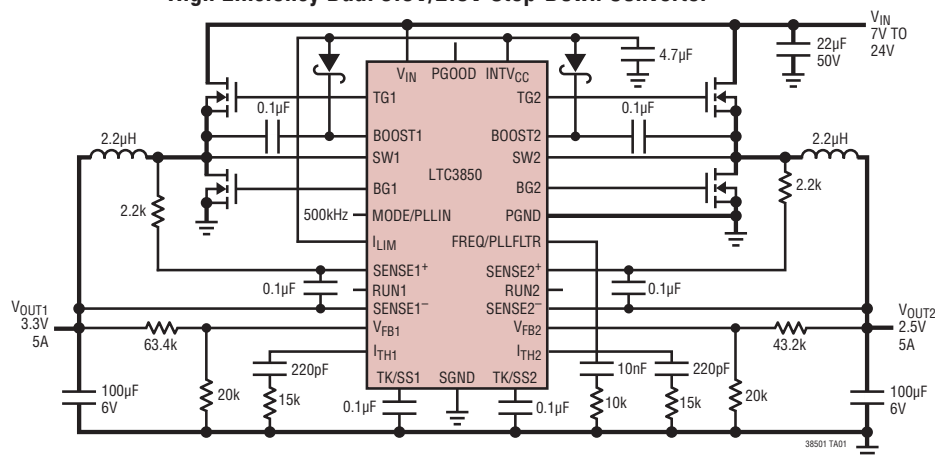 High Efficiency Dual 3.3V/2.5V Step-Down Converter
VIN
7V TO
24V
22µF
50V
4.7µF
VIN PGOOD INTVCC
TG1
TG2
0.1µF
0.1µF
BOOST1
BOOST2
2.2µH
2.2µH
SW1
SW2
LTC3850
BG1
BG2
2.2k
2.2k
500kHz
MODE/PLLIN
PGND
ILIM
FREQ/PLLFLTR
SENSE1+
SENSE2+
0.1µF
0.1µF
RUN1
RUN2
SENSE1–
SENSE2–
VOUT1
3.3V
5A
VOUT2
2.5V
5A
VFB1
VFB2
63.4k
43.2k
ITH1
ITH2
220pF
10nF
220pF
100µF
6V
100µF
6V
20k
15k
10k
15k
20k
TK/SS1 SGND TK/SS2
0.1µF
0.1µF
38501 TA01